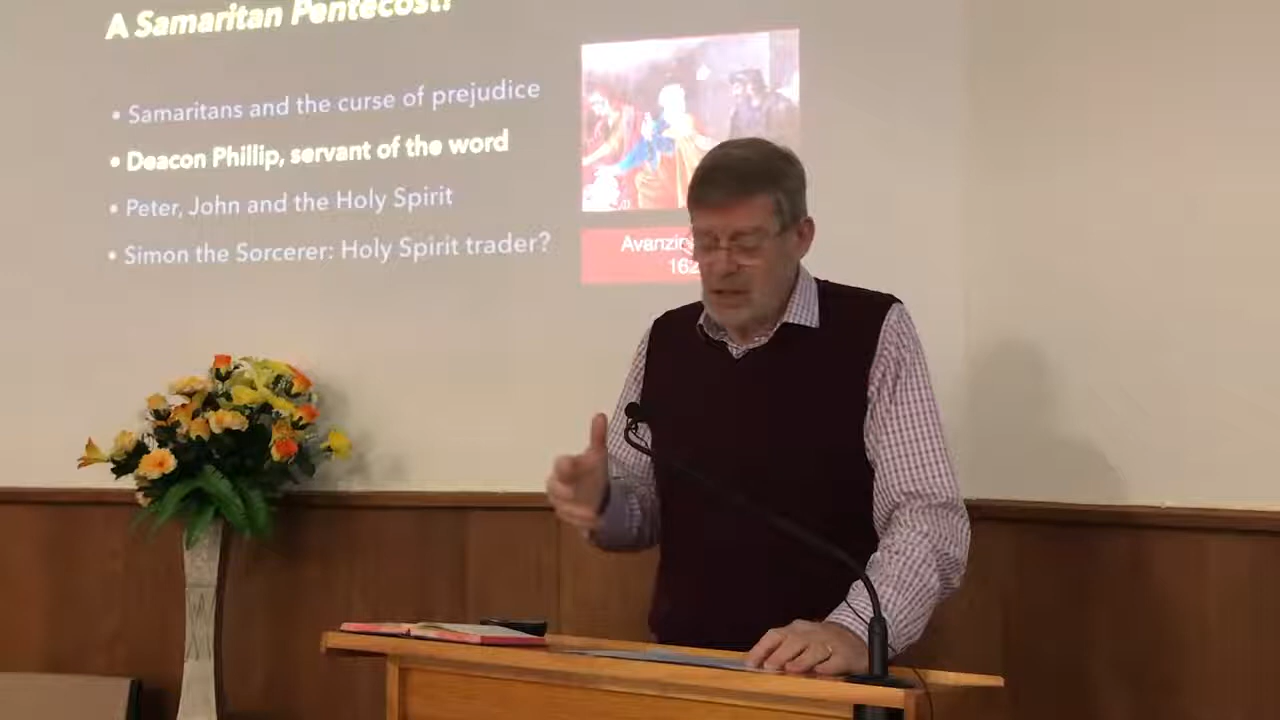 A Samaritan Pentecost?
• Samaritans and the curse of prejudice
• Deacon Phillip, servant of the word
• Peter, John and the Holy Spirit
• Simon the Sorcerer: Holy Spirit trader?